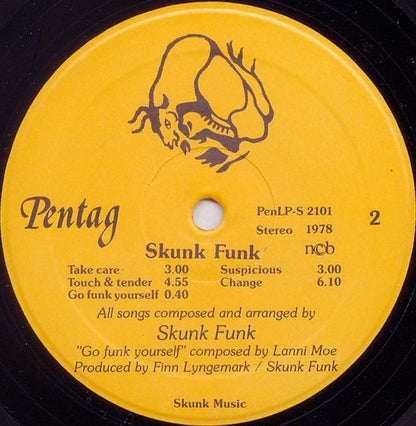 Pentag
PenLP-S 2101
2
Stereo 1978
n©b
Skunk Funk
Take care 3.00
Touch & tender 4.55
Go funk yourself 0.40
Suspicious 3.00
Change 6.10
All songs composed and arranged by
Skunk Funk
"Go funk yourself" composed by Lanni Moe
Produced by Finn Lyngemark / Skunk Funk
Skunk Music